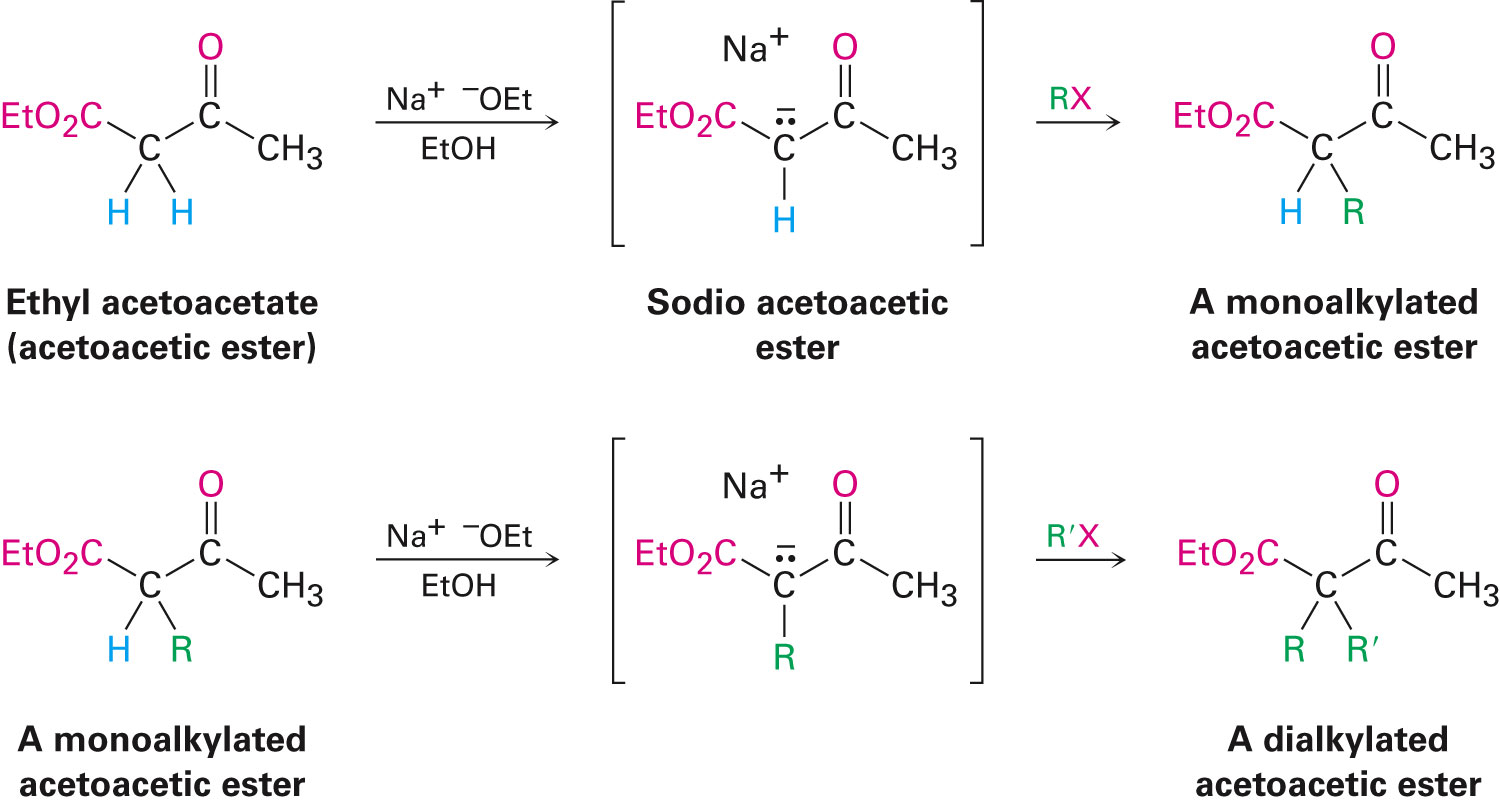 O Na⁺ O O
EtO₂C C CH₃ Na⁺ ⁻OEt EtOH EtO₂C C̄̈ C CH₃ RX EtO₂C C CH₃
C C
H H H H R
Ethyl acetoacetate
(acetoacetic ester)
Sodio acetoacetic
ester
A monoalkylated
acetoacetic ester
O Na⁺ O O
EtO₂C C CH₃ Na⁺ ⁻OEt EtOH EtO₂C C̄̈ C CH₃ R′X EtO₂C C CH₃
C C
H R R R R′
A monoalkylated
acetoacetic ester
A dialkylated
acetoacetic ester